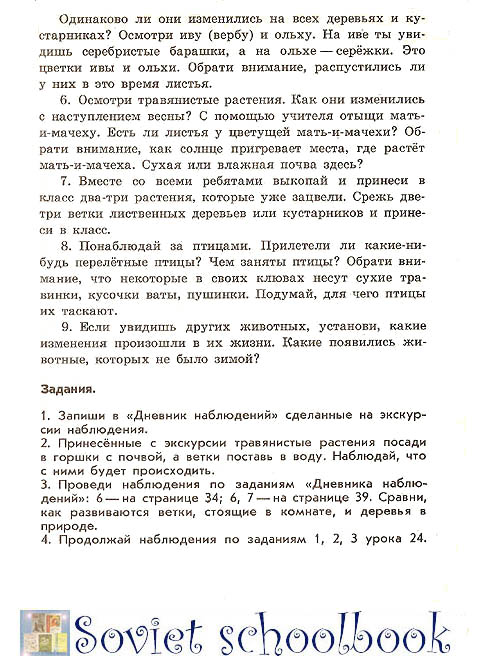 Одинаково ли они изменились на всех деревьях и ку-
старниках? Осмотри иву (вербу) и ольху. На иве ты уви-
дишь серебристые барашки, а на ольхе — серёжки. Это
цветки ивы и ольхи. Обрати внимание, распустились ли
у них в это время листья.
6. Осмотри травянистые растения. Как они изменились
с наступлением весны? С помощью учителя отыщи мать-
и-мачеху. Есть ли листья у цветущей мать-и-мачехи? Об-
рати внимание, как солнце пригревает места, где растёт
мать-и-мачеха. Сухая или влажная почва здесь?
7. Вместе со всеми ребятами выкопай и принеси в
класс два-три растения, которые уже зацвели. Срежь две-
три ветки лиственных деревьев или кустарников и прине-
си в класс.
8. Понаблюдай за птицами. Прилетели ли какие-ни-
будь перелётные птицы? Чем заняты птицы? Обрати вни-
мание, что некоторые в своих клювах несут сухие тра-
винки, кусочки ваты, пушинки. Подумай, для чего птицы
их таскают.
9. Если увидишь других животных, установи, какие
изменения произошли в их жизни. Какие появились жи-
вотные, которых не было зимой?
Задания.
1. Запиши в «Дневник наблюдений» сделанные на экскур-
сии наблюдения.
2. Принесённые с экскурсии травянистые растения посади
в горшки с почвой, а ветки поставь в воду. Наблюдай, что
с ними будет происходить.
3. Проведи наблюдения по заданиям «Дневника наблю-
дений»: 6 — на странице 34; 6, 7 — на странице 39. Сравни,
как развиваются ветки, стоящие в комнате, и деревья в
природе.
4. Продолжай наблюдения по заданиям 1, 2, 3 урока 24.
Soviet schoolbook